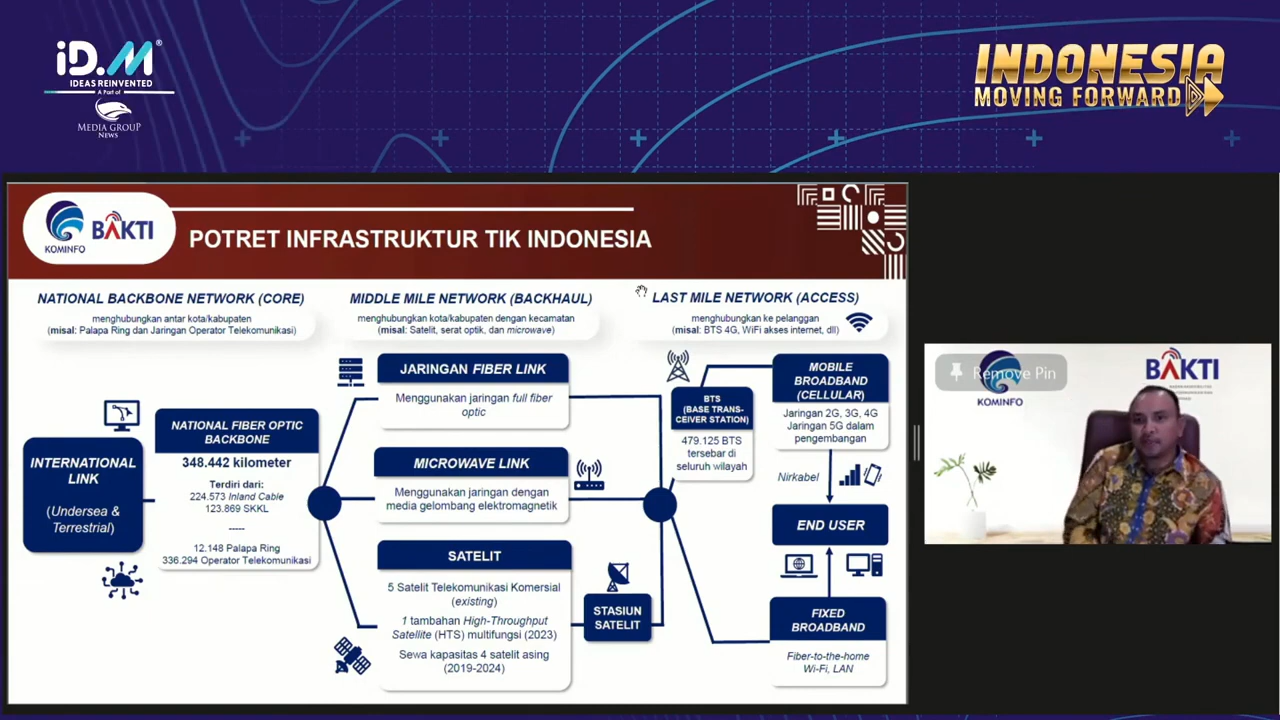 iD.M®
IDEAS REINVENTED
A Part of
MEDIA GROUP
NEWS
INDONESIA
MOVING FORWARD
KOMINFO
BAKTI
POTRET INFRASTRUKTUR TIK INDONESIA
NATIONAL BACKBONE NETWORK (CORE)
menghubungkan antar kota/kabupaten
(misal: Palapa Ring dan Jaringan Operator Telekomunikasi)
INTERNATIONAL
LINK
(Undersea &
Terrestrial)
NATIONAL FIBER OPTIC
BACKBONE
348.442 kilometer
Terdiri dari:
224.573 Inland Cable
123.869 SKKL
-----
12.148 Palapa Ring
336.294 Operator Telekomunikasi
MIDDLE MILE NETWORK (BACKHAUL)
menghubungkan kota/kabupaten dengan kecamatan
(misal: Satelit, serat optik, dan microwave)
JARINGAN FIBER LINK
Menggunakan jaringan full fiber
optic
MICROWAVE LINK
Menggunakan jaringan dengan
media gelombang elektromagnetik
SATELIT
5 Satelit Telekomunikasi Komersial
(existing)
1 tambahan High-Throughput
Satellite (HTS) multifungsi (2023)
Sewa kapasitas 4 satelit asing
(2019-2024)
STASIUN
SATELIT
LAST MILE NETWORK (ACCESS)
menghubungkan ke pelanggan
(misal: BTS 4G, WiFi akses internet, dll)
BTS
(BASE TRANS-
CEIVER STATION)
479.125 BTS
tersebar di
seluruh wilayah
MOBILE
BROADBAND
(CELLULAR)
Jaringan 2G, 3G, 4G
Jaringan 5G dalam
pengembangan
Nirkabel
END USER
FIXED
BROADBAND
Fiber-to-the-home
Wi-Fi, LAN
Remove Pin
KOMINFO
BAKTI